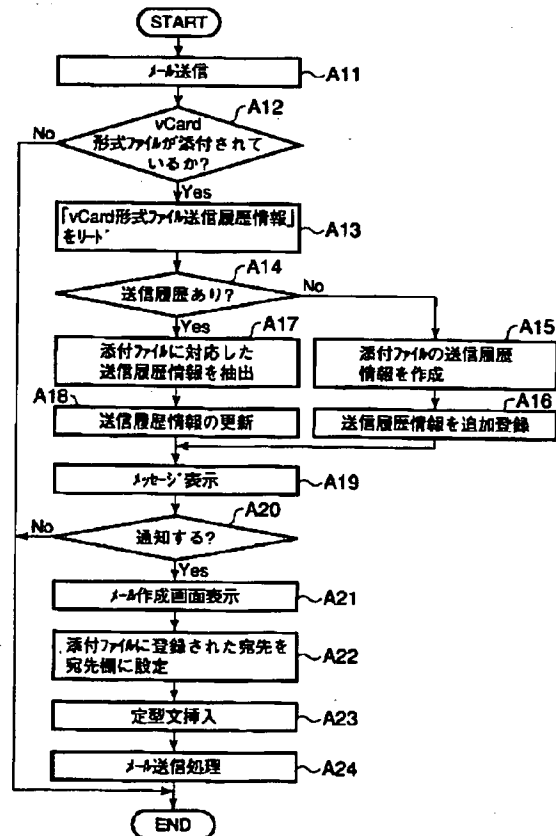 START
メール送信
A11
A12
No
vCard
形式ファイルが添付されて
いるか?
Yes
「vCard形式ファイル送信履歴情報」
をリード
A13
A14
送信履歴あり?
No
Yes
A17
添付ファイルに対応した
送信履歴情報を抽出
A15
添付ファイルの送信履歴
情報を作成
A18
送信履歴情報の更新
A16
送信履歴情報を追加登録
メッセージ表示
A19
A20
No
通知する?
Yes
メール作成画面表示
A21
添付ファイルに登録された宛先を
宛先欄に設定
A22
定型文挿入
A23
メール送信処理
A24
END